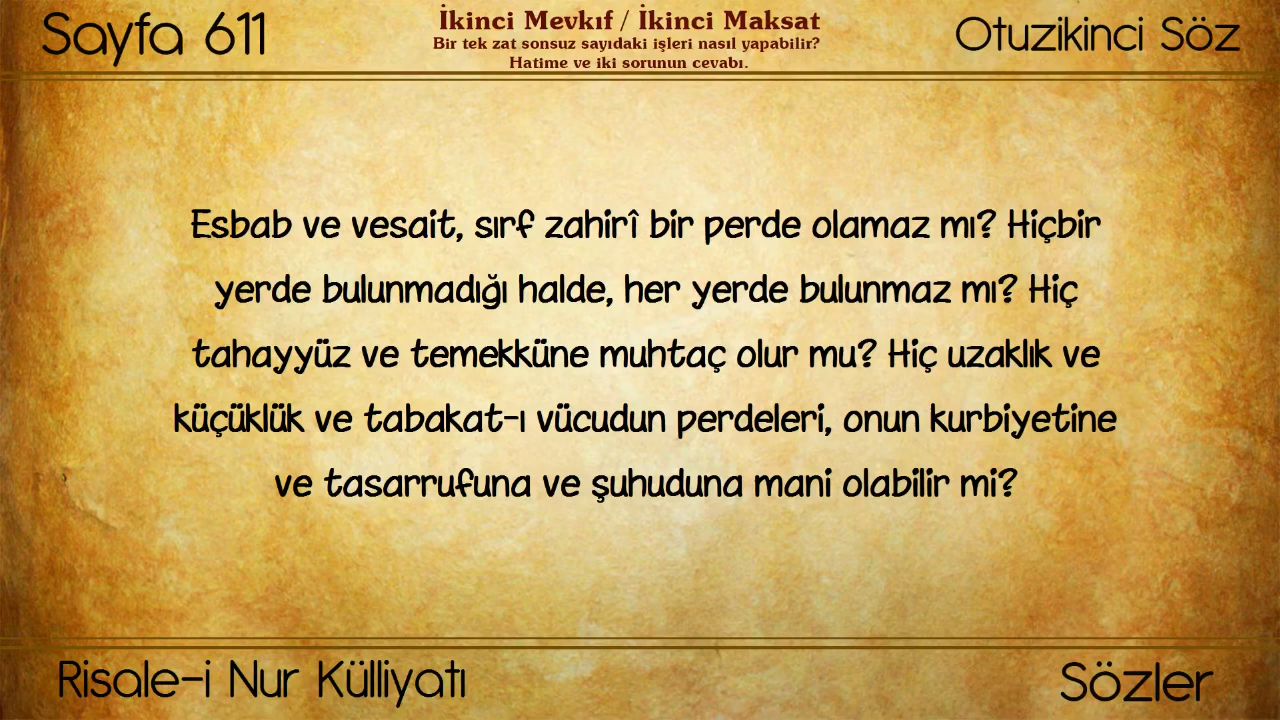 Sayfa 611
İkinci Mevkıf / İkinci Maksat
Bir tek zat sonsuz sayıdaki işleri nasıl yapabilir?
Hatime ve iki sorunun cevabı.
Otuzikinci Söz
Esbab ve vesait, sırf zahirî bir perde olamaz mı? Hiçbir
yerde bulunmadığı halde, her yerde bulunmaz mı? Hiç
tahayyüz ve temekküne muhtaç olur mu? Hiç uzaklık ve
küçüklük ve tabakat-ı vücudun perdeleri, onun kurbiyetine
ve tasarrufuna ve şuhuduna mani olabilir mi?
Risale-i Nur Külliyatı
Sözler